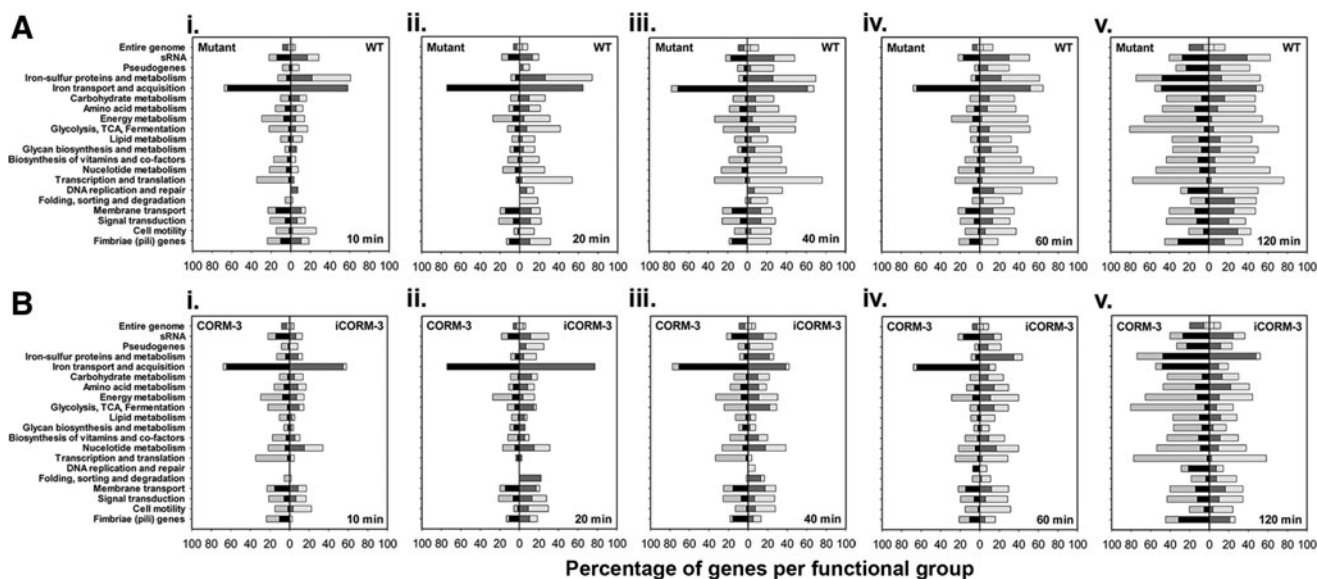 A
i.
ii.
iii.
iv.
v.
Mutant WT
Mutant WT
Mutant WT
Mutant WT
Mutant WT
Entire genome
sRNA
Pseudogenes
Iron-sulfur proteins and metabolism
Iron transport and acquisition
Carbohydrate metabolism
Amino acid metabolism
Energy metabolism
Glycolysis, TCA, Fermentation
Lipid metabolism
Glycan biosynthesis and metabolism
Biosynthesis of vitamins and co-factors
Nucelotide metabolism
Transcription and translation
DNA replication and repair
Folding, sorting and degradation
Membrane transport
Signal transduction
Cell motility
Fimbriae (pili) genes
10 min
20 min
40 min
60 min
120 min
100 80 60 40 20 0 20 40 60 80 100
100 80 60 40 20 0 20 40 60 80 100
100 80 60 40 20 0 20 40 60 80 100
100 80 60 40 20 0 20 40 60 80 100
100 80 60 40 20 0 20 40 60 80 100
B
i.
ii.
iii.
iv.
v.
CORM-3 iCORM-3
CORM-3 iCORM-3
CORM-3 iCORM-3
CORM-3 iCORM-3
CORM-3 iCORM-3
Entire genome
sRNA
Pseudogenes
Iron-sulfur proteins and metabolism
Iron transport and acquisition
Carbohydrate metabolism
Amino acid metabolism
Energy metabolism
Glycolysis, TCA, Fermentation
Lipid metabolism
Glycan biosynthesis and metabolism
Biosynthesis of vitamins and co-factors
Nucelotide metabolism
Transcription and translation
DNA replication and repair
Folding, sorting and degradation
Membrane transport
Signal transduction
Cell motility
Fimbriae (pili) genes
10 min
20 min
40 min
60 min
120 min
100 80 60 40 20 0 20 40 60 80 100
100 80 60 40 20 0 20 40 60 80 100
100 80 60 40 20 0 20 40 60 80 100
100 80 60 40 20 0 20 40 60 80 100
100 80 60 40 20 0 20 40 60 80 100
Percentage of genes per functional group